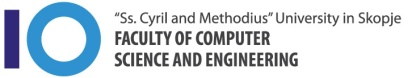 "Ss. Cyril and Methodius" University in Skopje
FACULTY OF COMPUTER
SCIENCE AND ENGINEERING